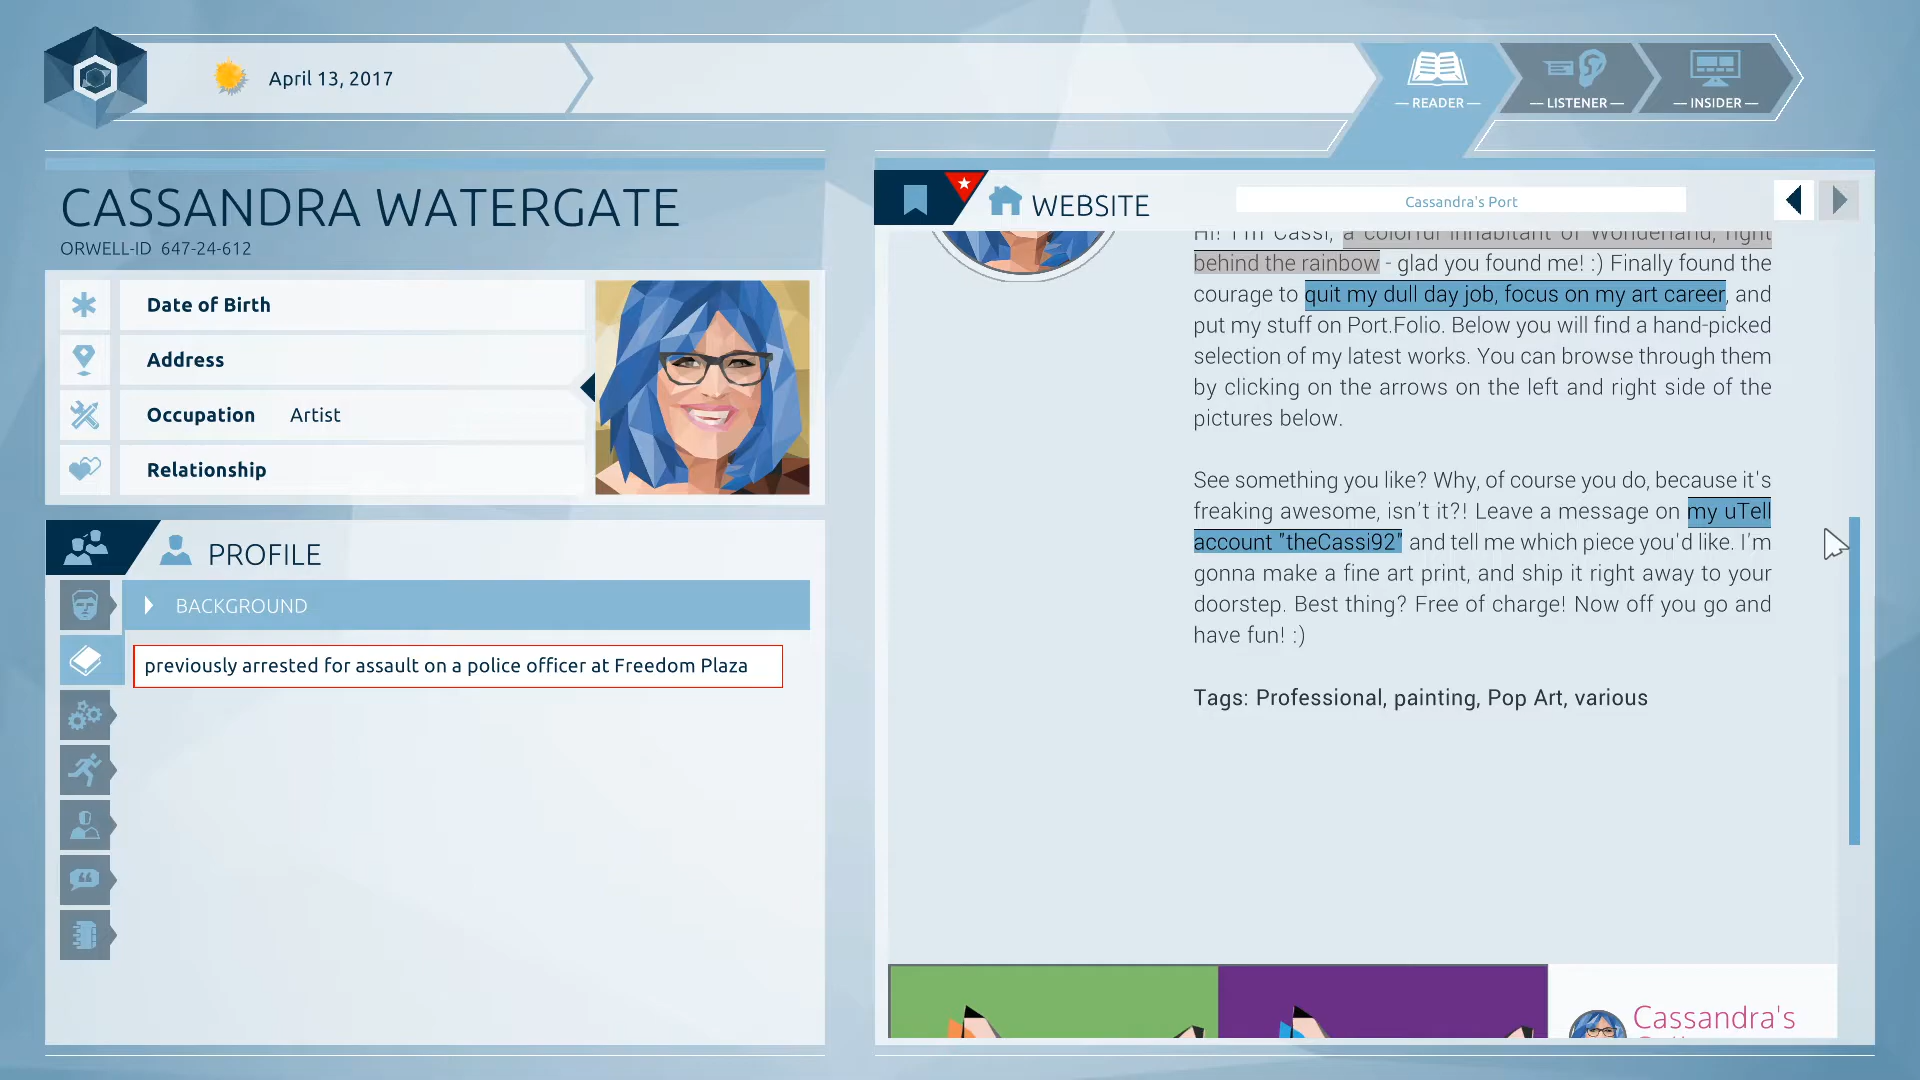 April 13, 2017
— READER —
— LISTENER —
— INSIDER —
CASSANDRA WATERGATE
ORWELL-ID 647-24-612
Date of Birth
Address
Occupation Artist
Relationship
PROFILE
BACKGROUND
previously arrested for assault on a police officer at Freedom Plaza
WEBSITE
Cassandra's Port
Hi! I'm Cassi, a colorful inhabitant of Wonderland, right
behind the rainbow - glad you found me! :) Finally found the
courage to quit my dull day job, focus on my art career, and
put my stuff on Port.Folio. Below you will find a hand-picked
selection of my latest works. You can browse through them
by clicking on the arrows on the left and right side of the
pictures below.
See something you like? Why, of course you do, because it's
freaking awesome, isn't it?! Leave a message on my uTell
account "theCassi92" and tell me which piece you'd like. I'm
gonna make a fine art print, and ship it right away to your
doorstep. Best thing? Free of charge! Now off you go and
have fun! :)
Tags: Professional, painting, Pop Art, various
Cassandra's